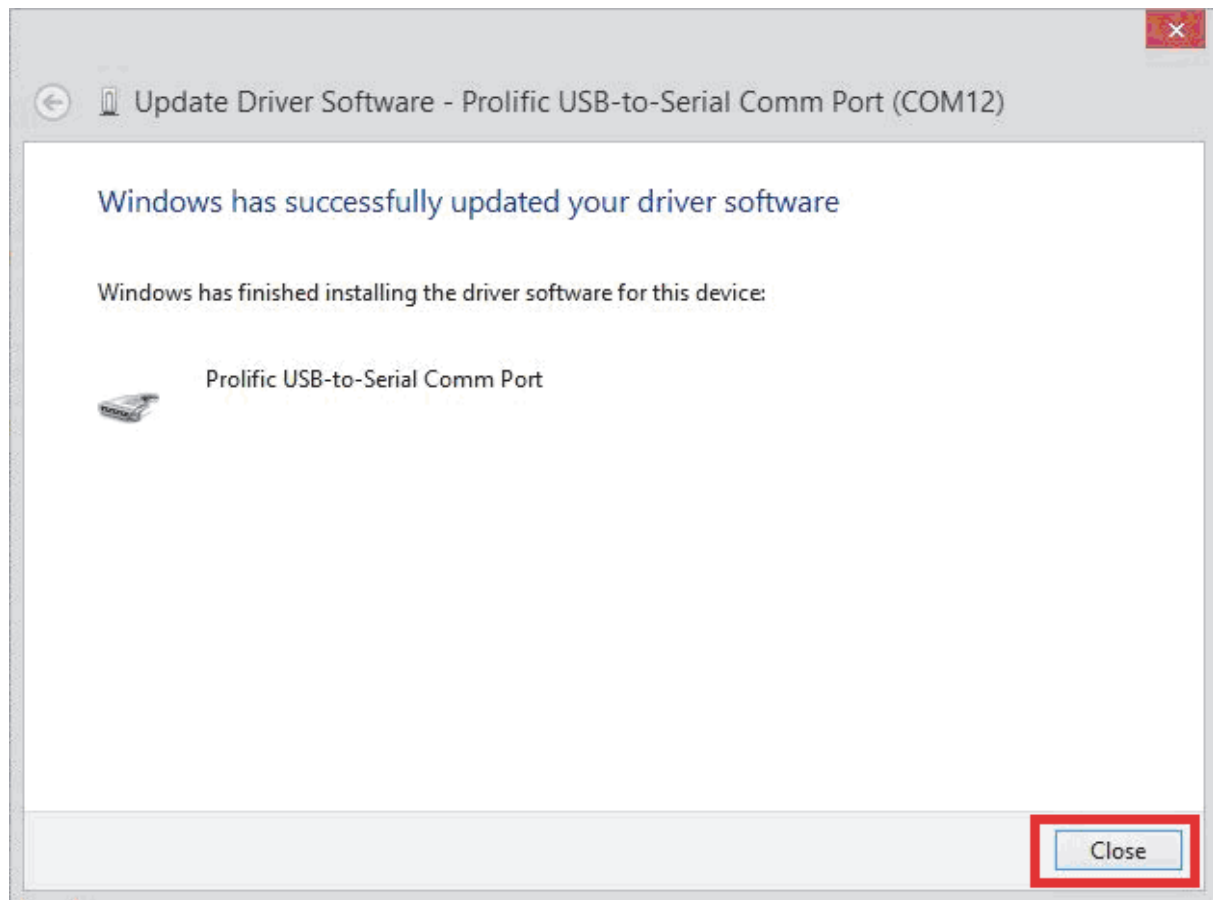 Update Driver Software - Prolific USB-to-Serial Comm Port (COM12)
Windows has successfully updated your driver software
Windows has finished installing the driver software for this device:
Prolific USB-to-Serial Comm Port
Close